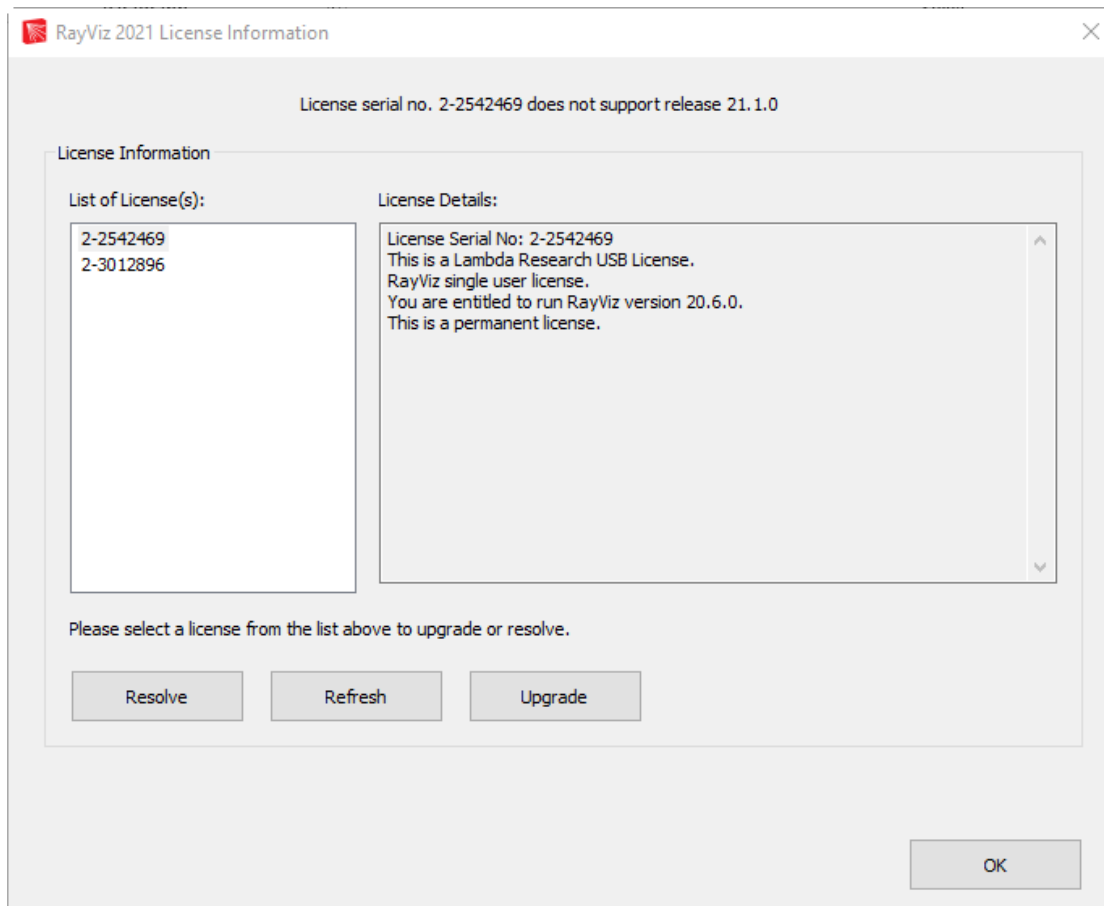 RayViz 2021 License Information
License serial no. 2-2542469 does not support release 21.1.0
License Information
List of License(s):
License Details:
2-2542469
2-3012896
License Serial No: 2-2542469
This is a Lambda Research USB License.
RayViz single user license.
You are entitled to run RayViz version 20.6.0.
This is a permanent license.
Please select a license from the list above to upgrade or resolve.
Resolve
Refresh
Upgrade
OK